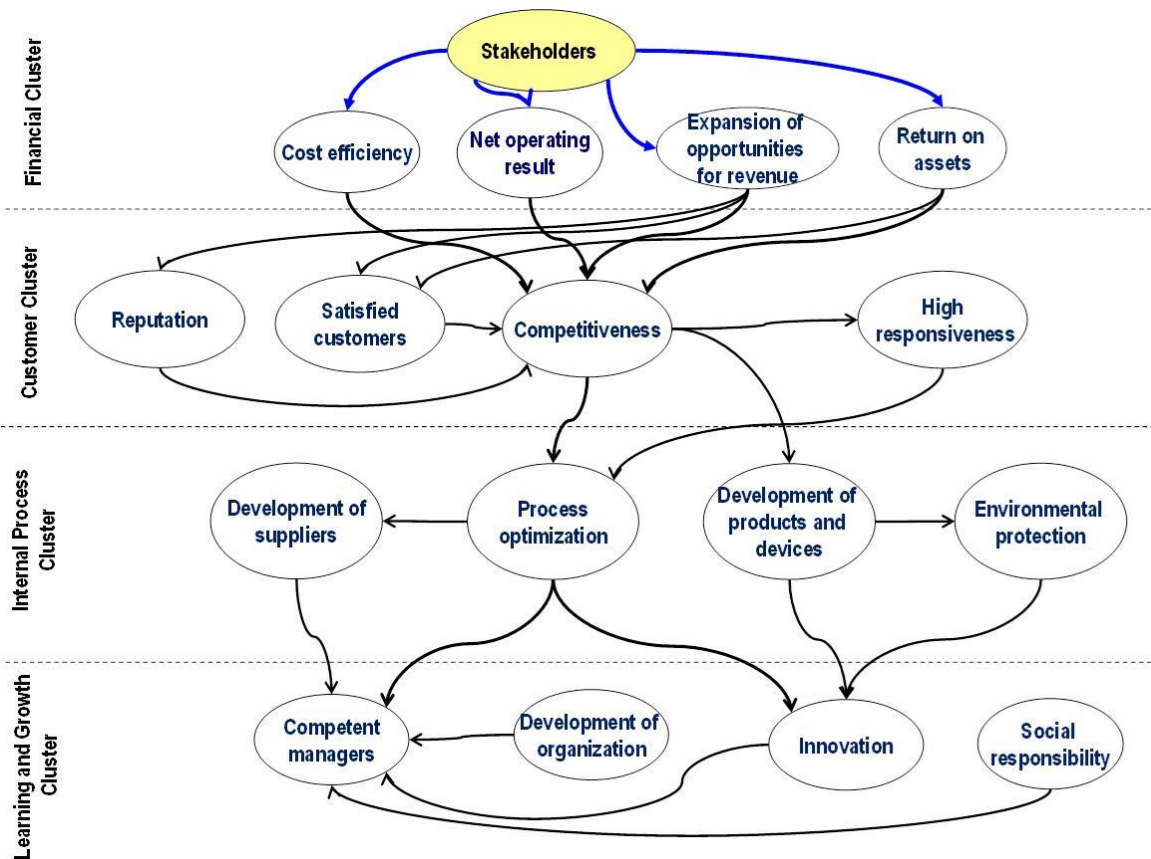 Financial Cluster
Stakeholders
Cost efficiency
Net operating
result
Expansion of
opportunities
for revenue
Return on
assets
Customer Cluster
Reputation
Satisfied
customers
Competitiveness
High
responsiveness
Internal Process
Cluster
Development of
suppliers
Process
optimization
Development of
products and
devices
Environmental
protection
Learning and Growth
Cluster
Competent
managers
Development of
organization
Innovation
Social
responsibility